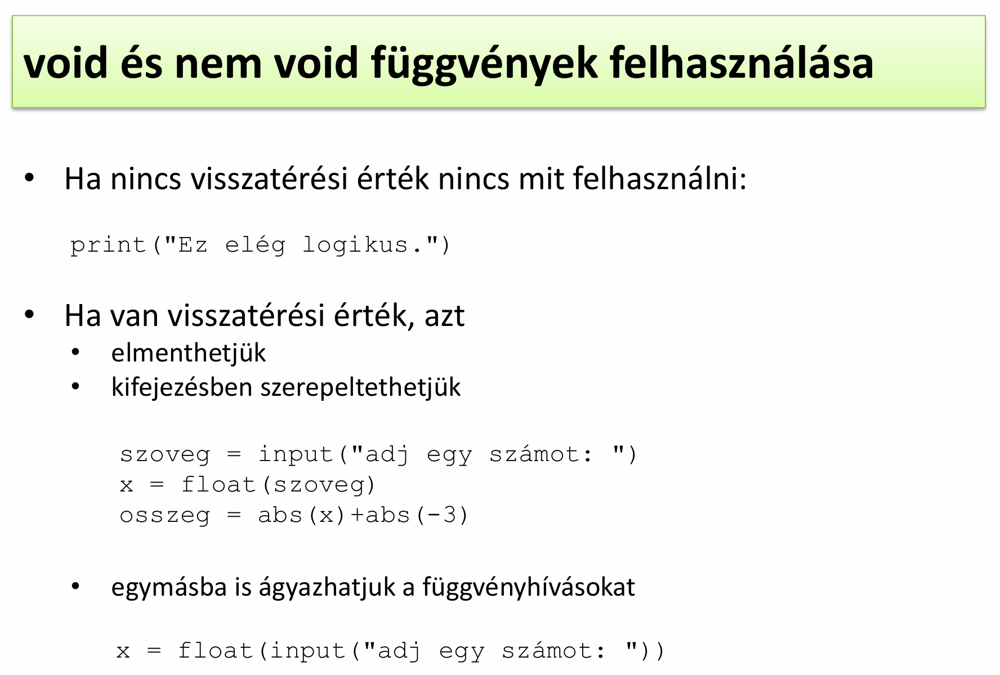 void és nem void függvények felhasználása
• Ha nincs visszatérési érték nincs mit felhasználni:
print("Ez elég logikus.")
• Ha van visszatérési érték, azt
• elmenthetjük
• kifejezésben szerepeltethetjük
szoveg = input("adj egy számot: ")
x = float(szoveg)
osszeg = abs(x)+abs(-3)
• egymásba is ágyazhatjuk a függvényhívásokat
x = float(input("adj egy számot: "))